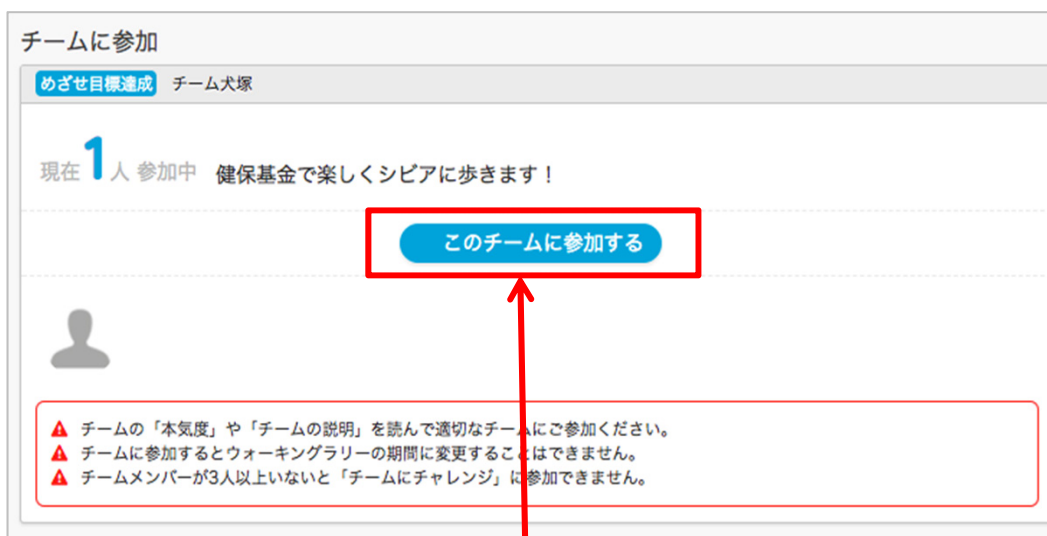 チームに参加
めざせ目標達成 チーム犬塚
現在1人 参加中 健保基金で楽しくシビアに歩きます！
このチームに参加する
チームの「本気度」や「チームの説明」を読んで適切なチームにご参加ください。
チームに参加するとウォーキングラリーの期間に変更することはできません。
チームメンバーが3人以上いないと「チームにチャレンジ」に参加できません。